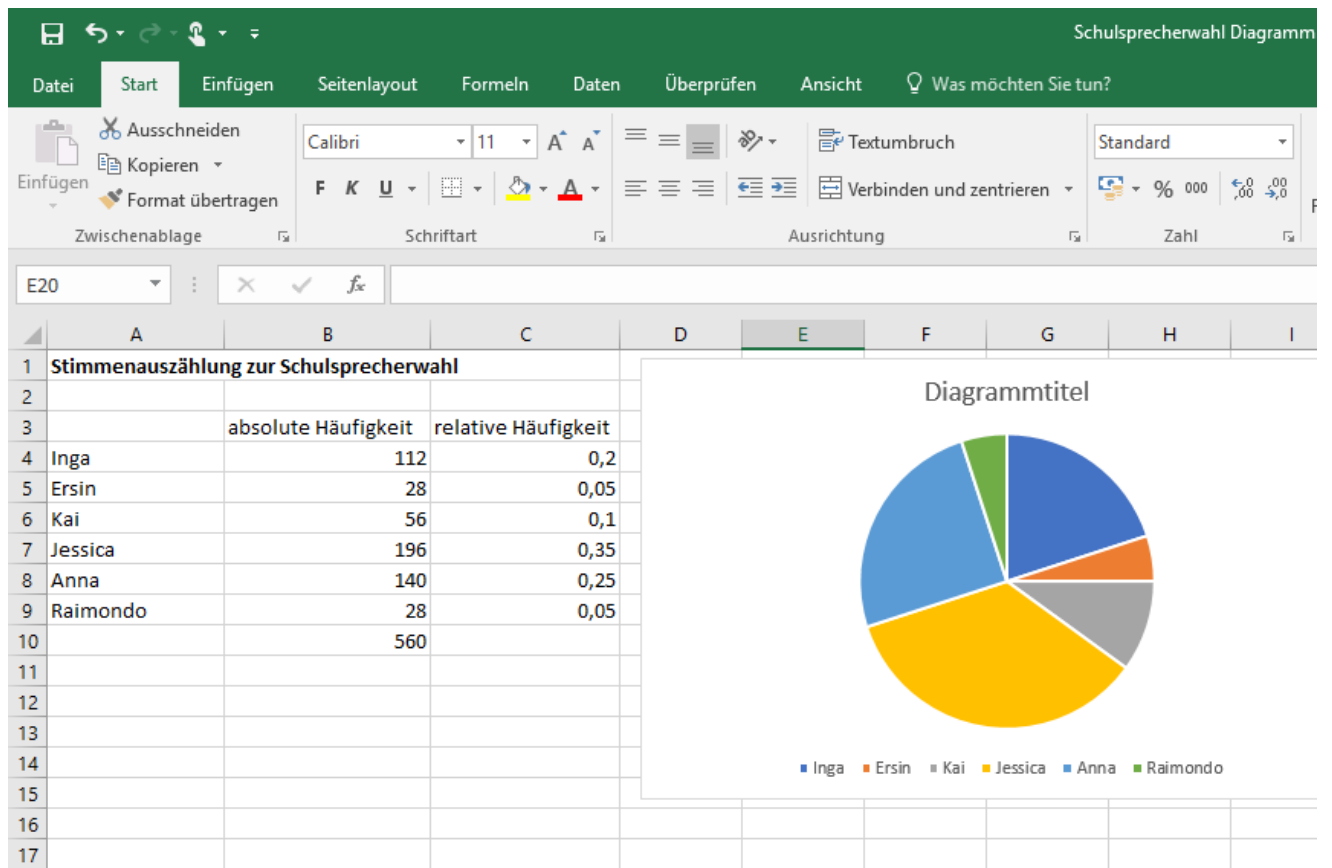 Schulsprecherwahl Diagramm
Datei Start Einfügen Seitenlayout Formeln Daten Überprüfen Ansicht Was möchten Sie tun?
Einfügen
Ausschneiden
Kopieren
Format übertragen
Zwischenablage
Calibri 11
F K U
Schriftart
Textumbruch
Verbinden und zentrieren
Ausrichtung
Standard
% 000
Zahl
E20
fx
A B C D E F G H I
1 Stimmenauszählung zur Schulsprecherwahl
2
3 absolute Häufigkeit relative Häufigkeit
4 Inga 112 0,2
5 Ersin 28 0,05
6 Kai 56 0,1
7 Jessica 196 0,35
8 Anna 140 0,25
9 Raimondo 28 0,05
10 560
11
12
13
14
15
16
17
Diagrammtitel
Inga Ersin Kai Jessica Anna Raimondo